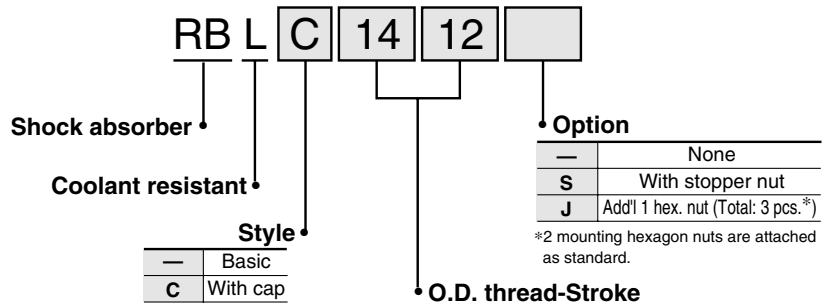 RB L C 14 12
Shock absorber
Coolant resistant
Style
— Basic
C With cap
O.D. thread-Stroke
Option
— None
S With stopper nut
J Add'l 1 hex. nut (Total: 3 pcs.*)
*2 mounting hexagon nuts are attached
as standard.